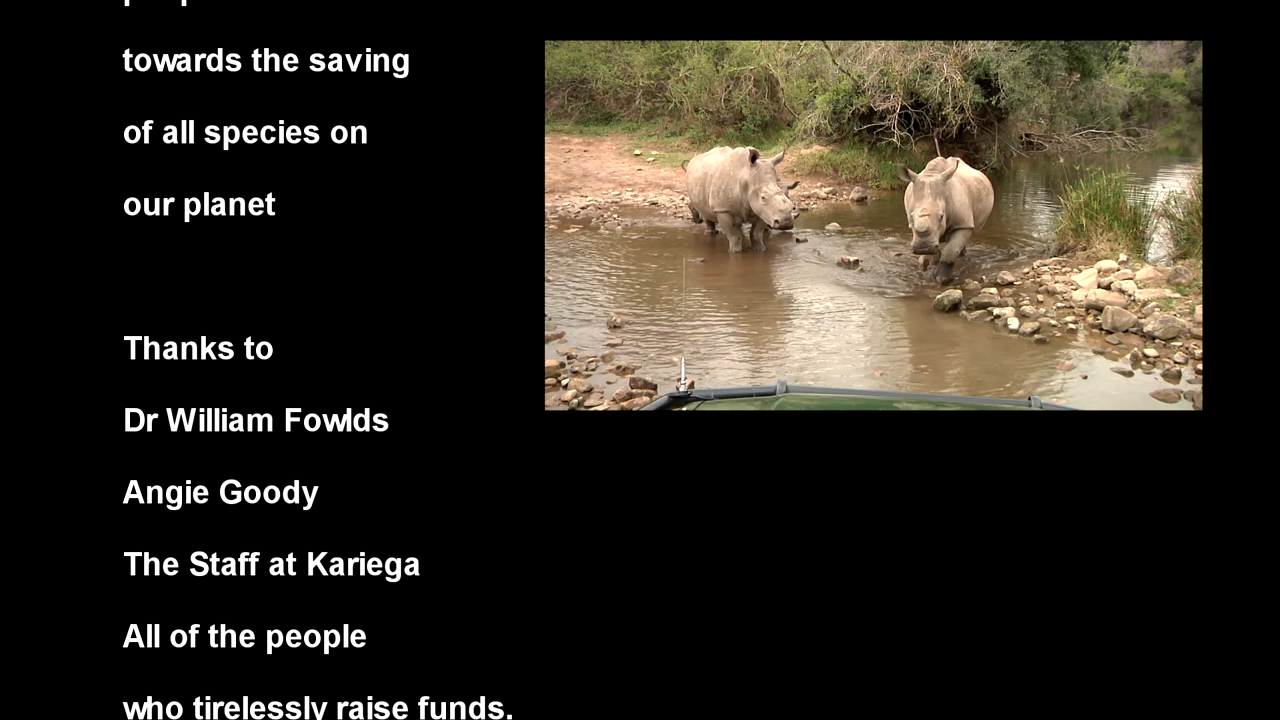 towards the saving
of all species on
our planet
Thanks to
Dr William Fowlds
Angie Goody
The Staff at Kariega
All of the people
who tirelessly raise funds.